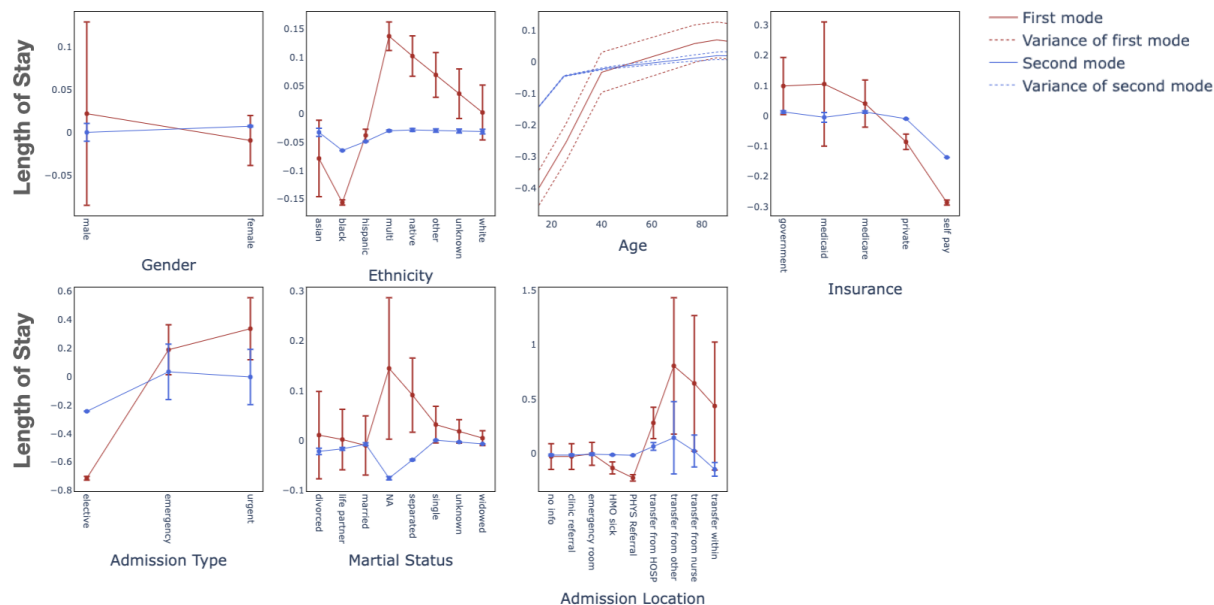 Length of Stay
0.1
0.05
0
−0.05
male
female
Gender
0.15
0.1
0.05
0
−0.05
−0.1
−0.15
asian
black
hispanic
multi
native
other
unknown
white
Ethnicity
0.1
0
−0.1
−0.2
−0.3
−0.4
20
40
60
80
Age
0.3
0.2
0.1
0
−0.1
−0.2
−0.3
government
medicaid
medicare
private
self pay
Insurance
First mode
Variance of first mode
Second mode
Variance of second mode
Length of Stay
0.6
0.4
0.2
0
−0.2
−0.4
−0.6
−0.8
elective
emergency
urgent
Admission Type
0.3
0.2
0.1
0
−0.1
divorced
life partner
married
NA
separated
single
unknown
widowed
Martial Status
1.5
1
0.5
0
no info
clinic referral
emergency room
HMO sick
PHYS Referral
transfer from HOSP
transfer from other
transfer from nurse
transfer within
Admission Location